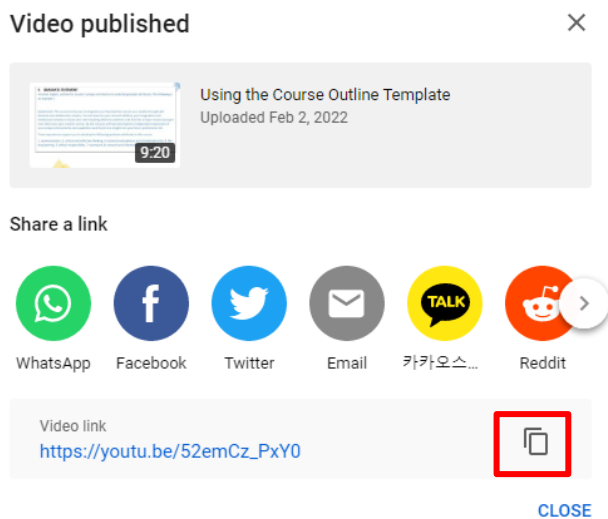 Video published
Using the Course Outline Template
Uploaded Feb 2, 2022
9:20
Share a link
TALK
WhatsApp Facebook Twitter Email 카카오스... Reddit
Video link
https://youtu.be/52emCz_PxY0
CLOSE